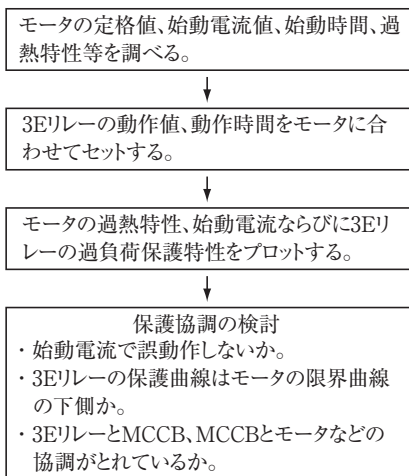 モータの定格値、始動電流値、始動時間、過
熱特性等を調べる。
3Eリレーの動作値、動作時間をモータに合
わせてセットする。
モータの過熱特性、始動電流ならびに3Eリ
レーの過負荷保護特性をプロットする。
保護協調の検討
・始動電流で誤動作しないか。
・3Eリレーの保護曲線はモータの限界曲線
の下側か。
・3EリレーとMCCB、MCCBとモータなどの
協調がとれているか。